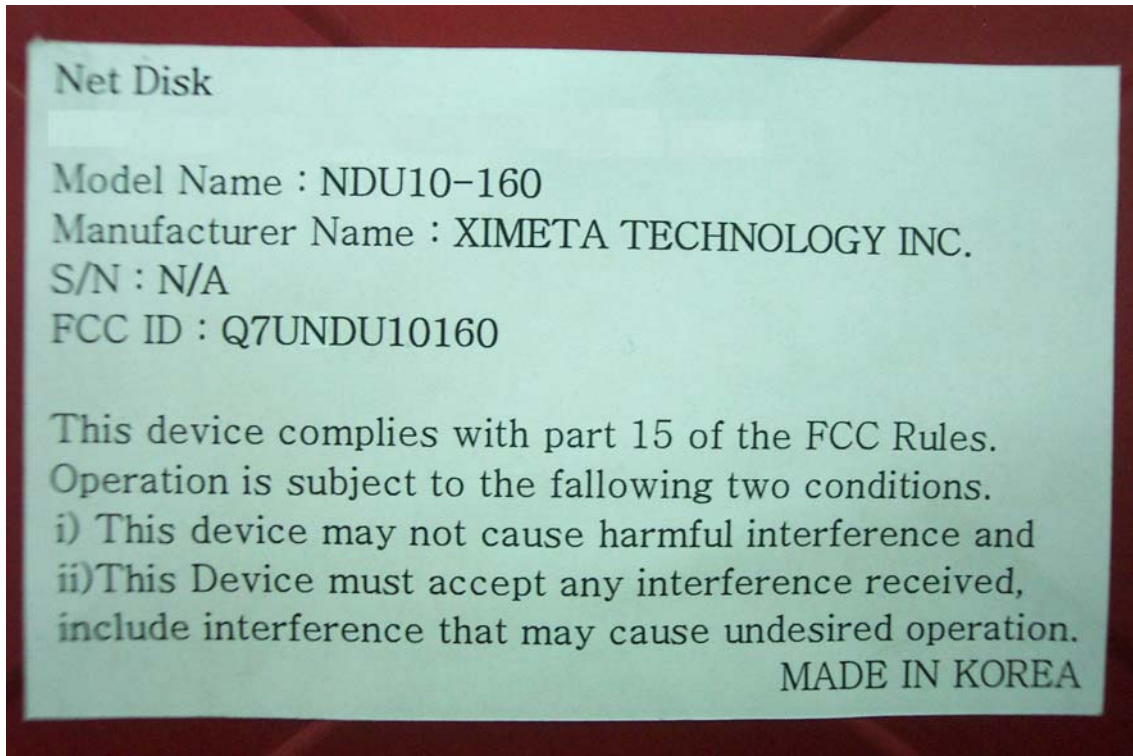 Net Disk
Model Name : NDU10-160
Manufacturer Name : XIMETA TECHNOLOGY INC.
S/N : N/A
FCC ID : Q7UNDU10160
This device complies with part 15 of the FCC Rules.
Operation is subject to the fallowing two conditions.
i) This device may not cause harmful interference and
ii)This Device must accept any interference received,
include interference that may cause undesired operation.
MADE IN KOREA